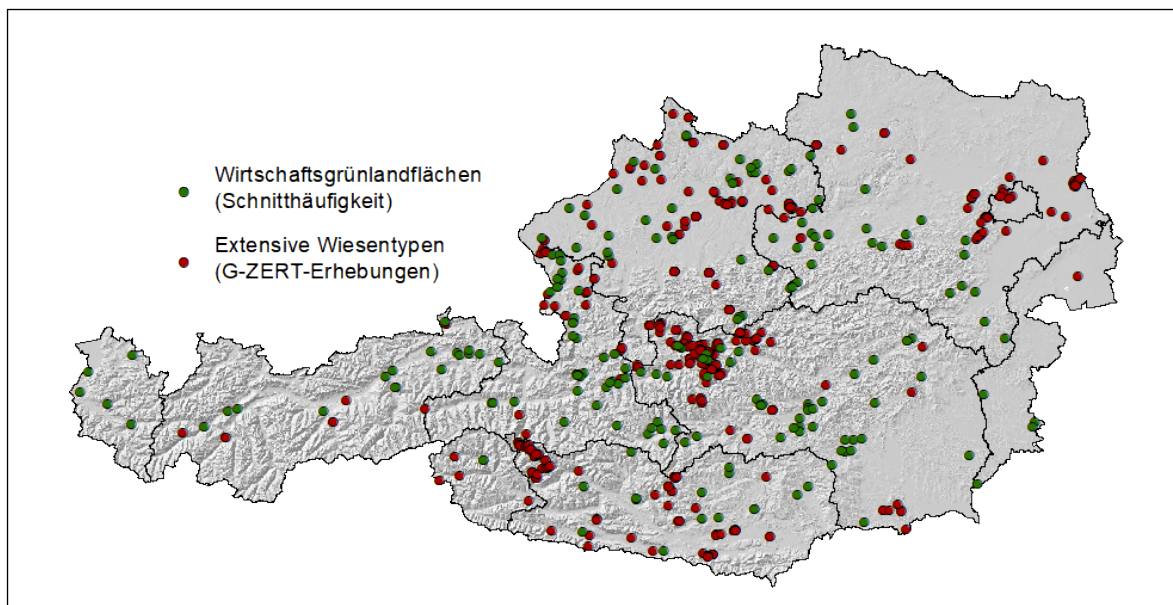 Wirtschaftsgrünlandflächen
(Schnitthäufigkeit)
Extensive Wiesentypen
(G-ZERT-Erhebungen)